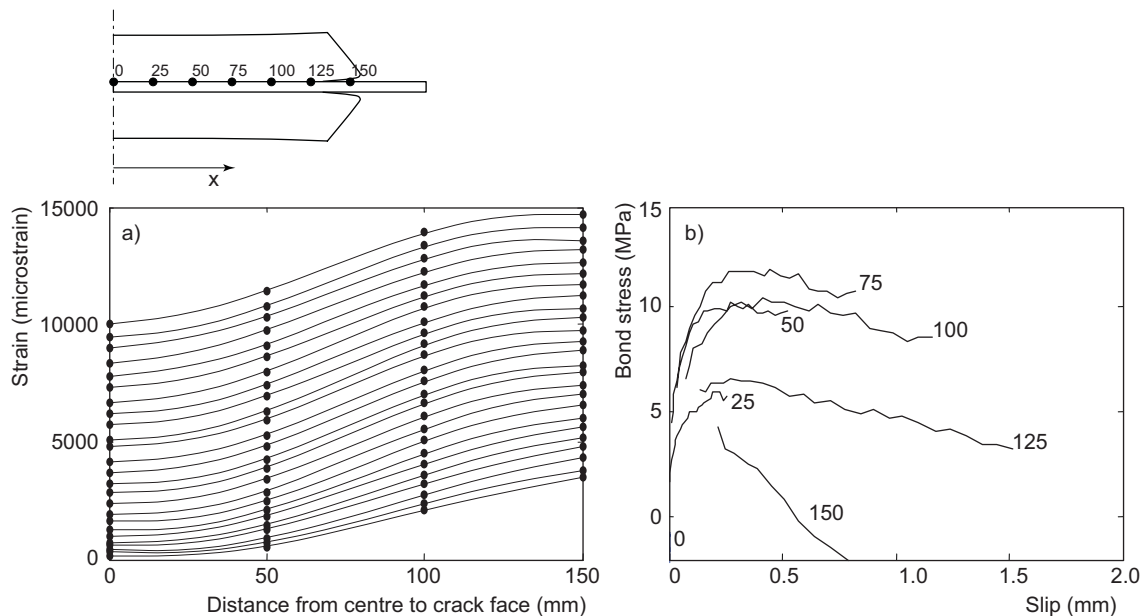 0 25 50 75 100 125 150
x
a)
Strain (microstrain)
15000
10000
5000
0
0 50 100 150
Distance from centre to crack face (mm)
b)
Bond stress (MPa)
15
10
5
0
75
50
100
25
125
150
0
0 0.5 1.0 1.5 2.0
Slip (mm)